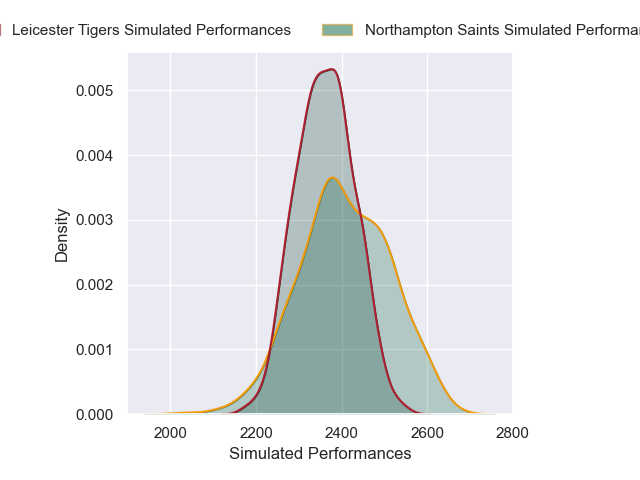 Leicester Tigers Simulated Performances
Northampton Saints Simulated
0.005
0.004
0.003
0.002
0.001
0.000
Density
2000
2200
2400
2600
2800
Simulated Performances